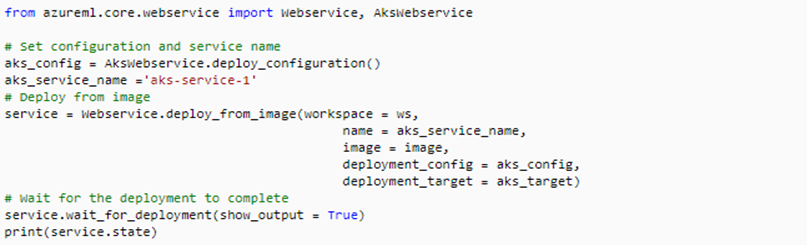 from azureml.core.webservice import Webservice, AksWebservice
# Set configuration and service name
aks_config = AksWebservice.deploy_configuration()
aks_service_name ='aks-service-1'
# Deploy from image
service = Webservice.deploy_from_image(workspace = ws,
name = aks_service_name,
image = image,
deployment_config = aks_config,
deployment_target = aks_target)
# Wait for the deployment to complete
service.wait_for_deployment(show_output = True)
print(service.state)